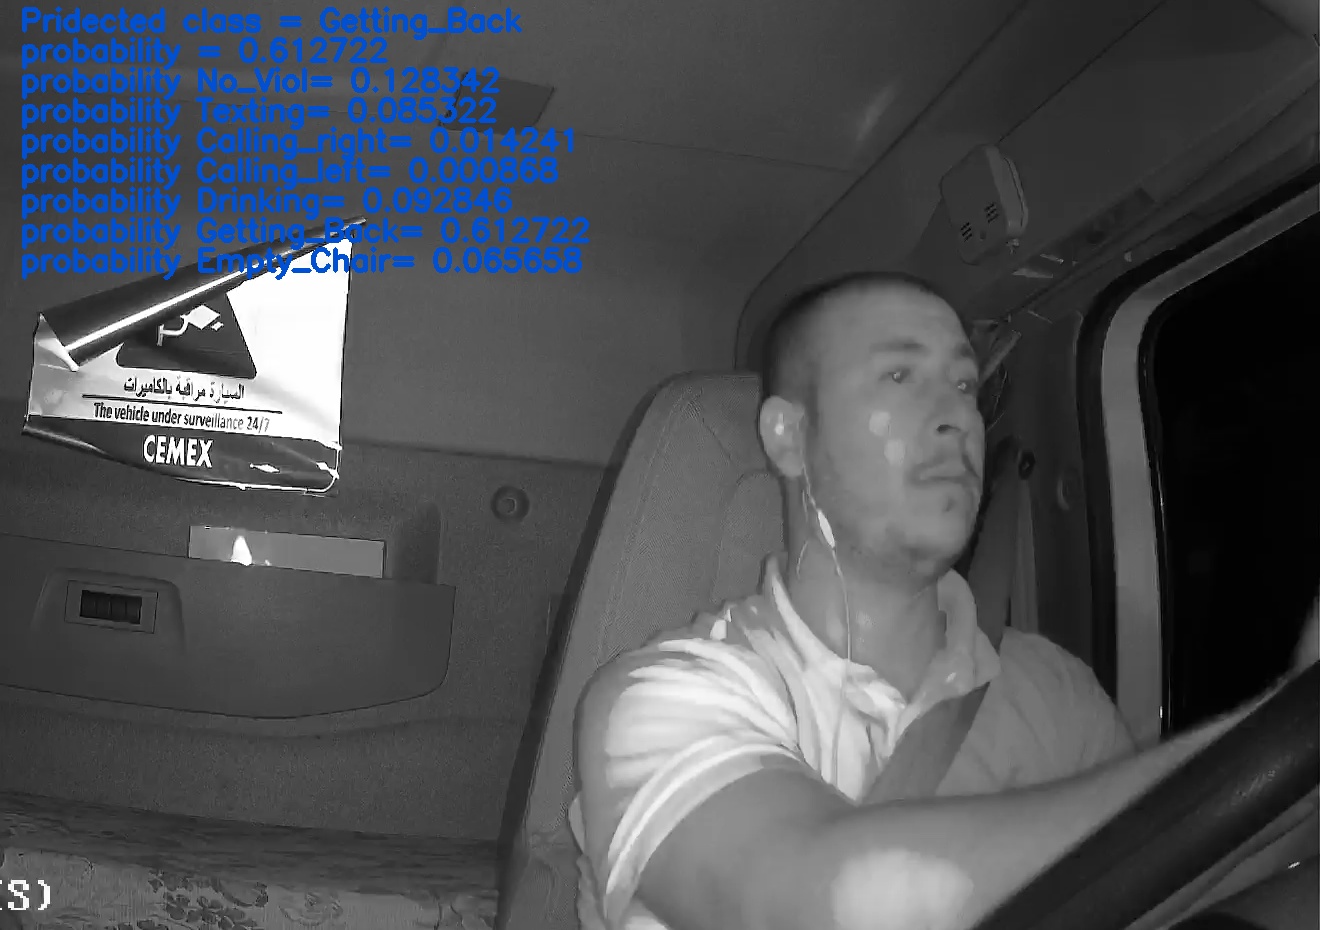 Pridected class = Getting_Back
probability = 0.612722
probability No_Viol= 0.128342
probability Texting= 0.085322
probability Calling_right= 0.014241
probability Calling_left= 0.000868
probability Drinking= 0.092846
probability Getting_Back= 0.612722
probability Empty_Chair= 0.065658
السيارة مراقبة بالكاميرات
The vehicle under surveillance 24/7
CEMEX
S)